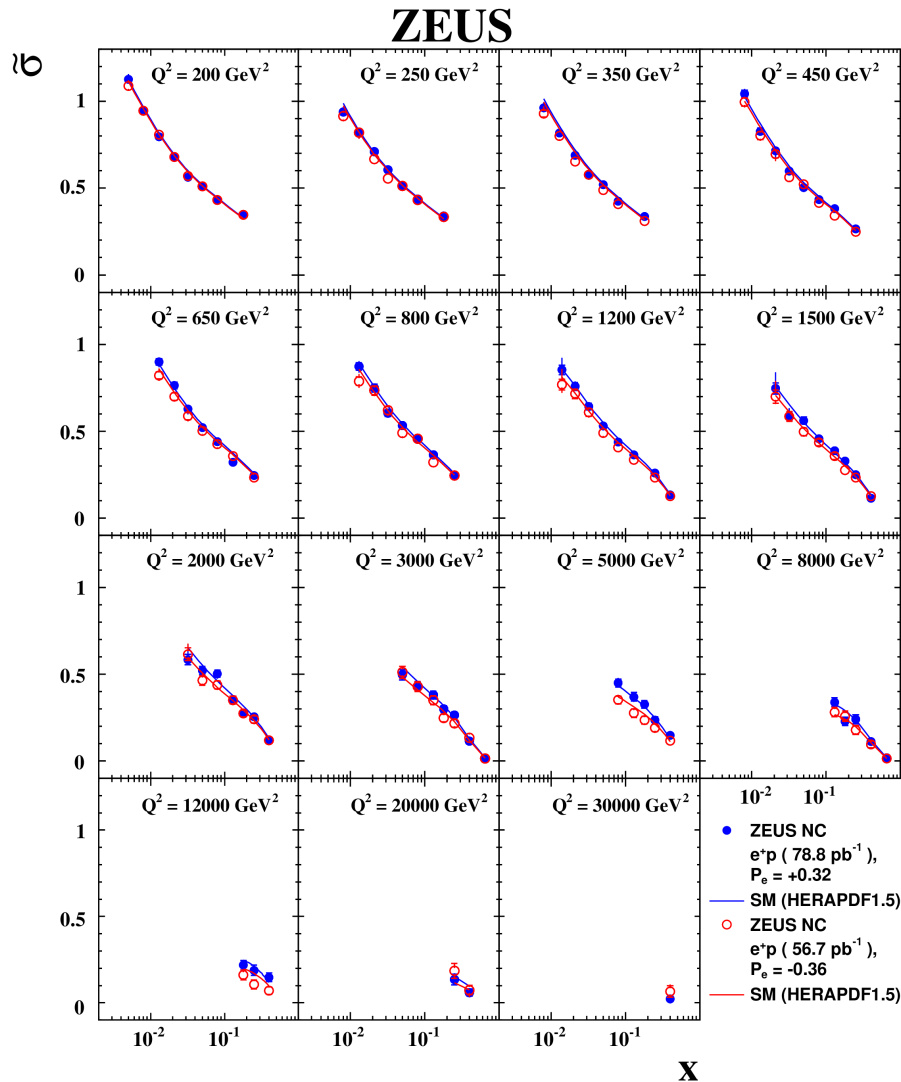 ZEUS
σ̃
Q² = 200 GeV²
Q² = 250 GeV²
Q² = 350 GeV²
Q² = 450 GeV²
1
0.5
0
Q² = 650 GeV²
Q² = 800 GeV²
Q² = 1200 GeV²
Q² = 1500 GeV²
1
0.5
0
Q² = 2000 GeV²
Q² = 3000 GeV²
Q² = 5000 GeV²
Q² = 8000 GeV²
1
0.5
0
10⁻² 10⁻¹
Q² = 12000 GeV²
Q² = 20000 GeV²
Q² = 30000 GeV²
1
0.5
0
10⁻² 10⁻¹
10⁻² 10⁻¹
10⁻² 10⁻¹
x
ZEUS NC
e⁺p ( 78.8 pb⁻¹ ),
Pₑ = +0.32
SM (HERAPDF1.5)
ZEUS NC
e⁺p ( 56.7 pb⁻¹ ),
Pₑ = -0.36
SM (HERAPDF1.5)